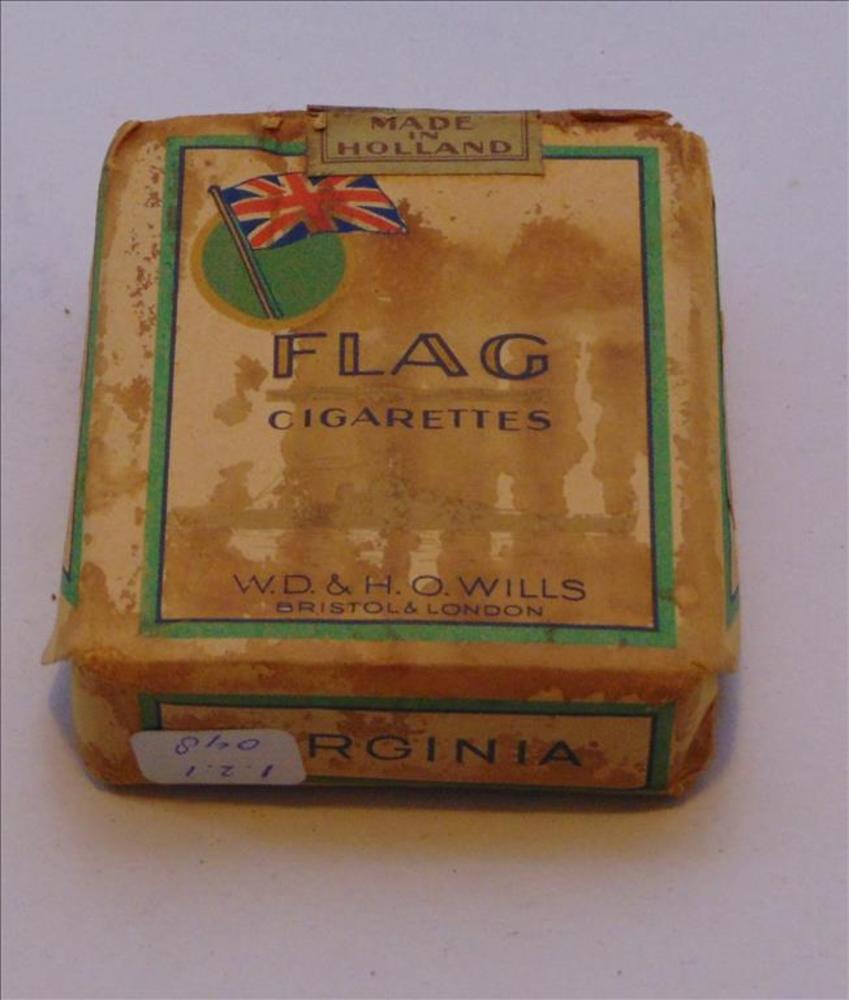 MADE
IN
HOLLAND
FLAG
CIGARETTES
W.D. & H.O. WILLS
BRISTOL & LONDON
RGINIA
1.2.1
048